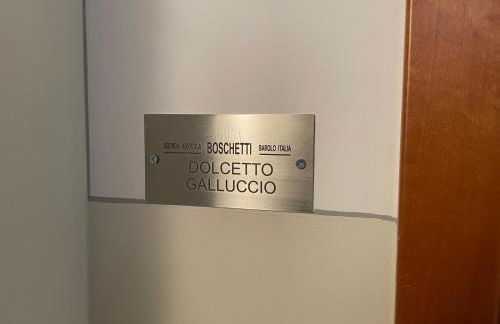 AZIENDA AGRICOLA BOSCHETTI BAROLO ITALIA
DOLCETTO
GALLUCCIO